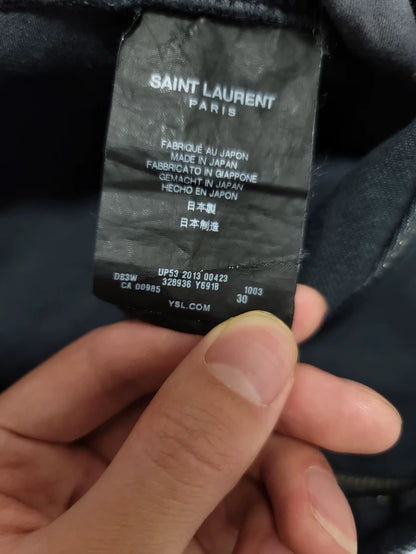 SAINT LAURENT
PARIS
FABRIQUÉ AU JAPON
MADE IN JAPAN
FABBRICATO IN GIAPPONE
GEMACHT IN JAPAN
HECHO EN JAPON
日本製
日本制造
UP53 2013 00423
DB3W 328936 Y691B 1003
CA 00985 30
YSL.COM